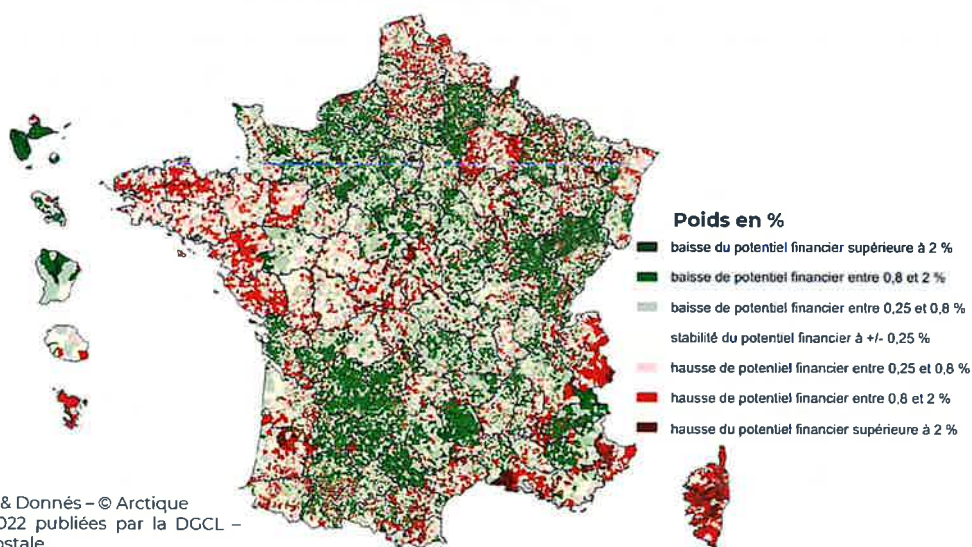 Poids en %
baisse du potentiel financier supérieure à 2 %
baisse de potentiel financier entre 0,8 et 2 %
baisse de potentiel financier entre 0,25 et 0,8 %
stabilité du potentiel financier à +/- 0,25 %
hausse de potentiel financier entre 0,25 et 0,8 %
hausse de potentiel financier entre 0,8 et 2 %
hausse du potentiel financier supérieure à 2 %
& Donnés – © Arctique
022 publiées par la DGCL –
ostale